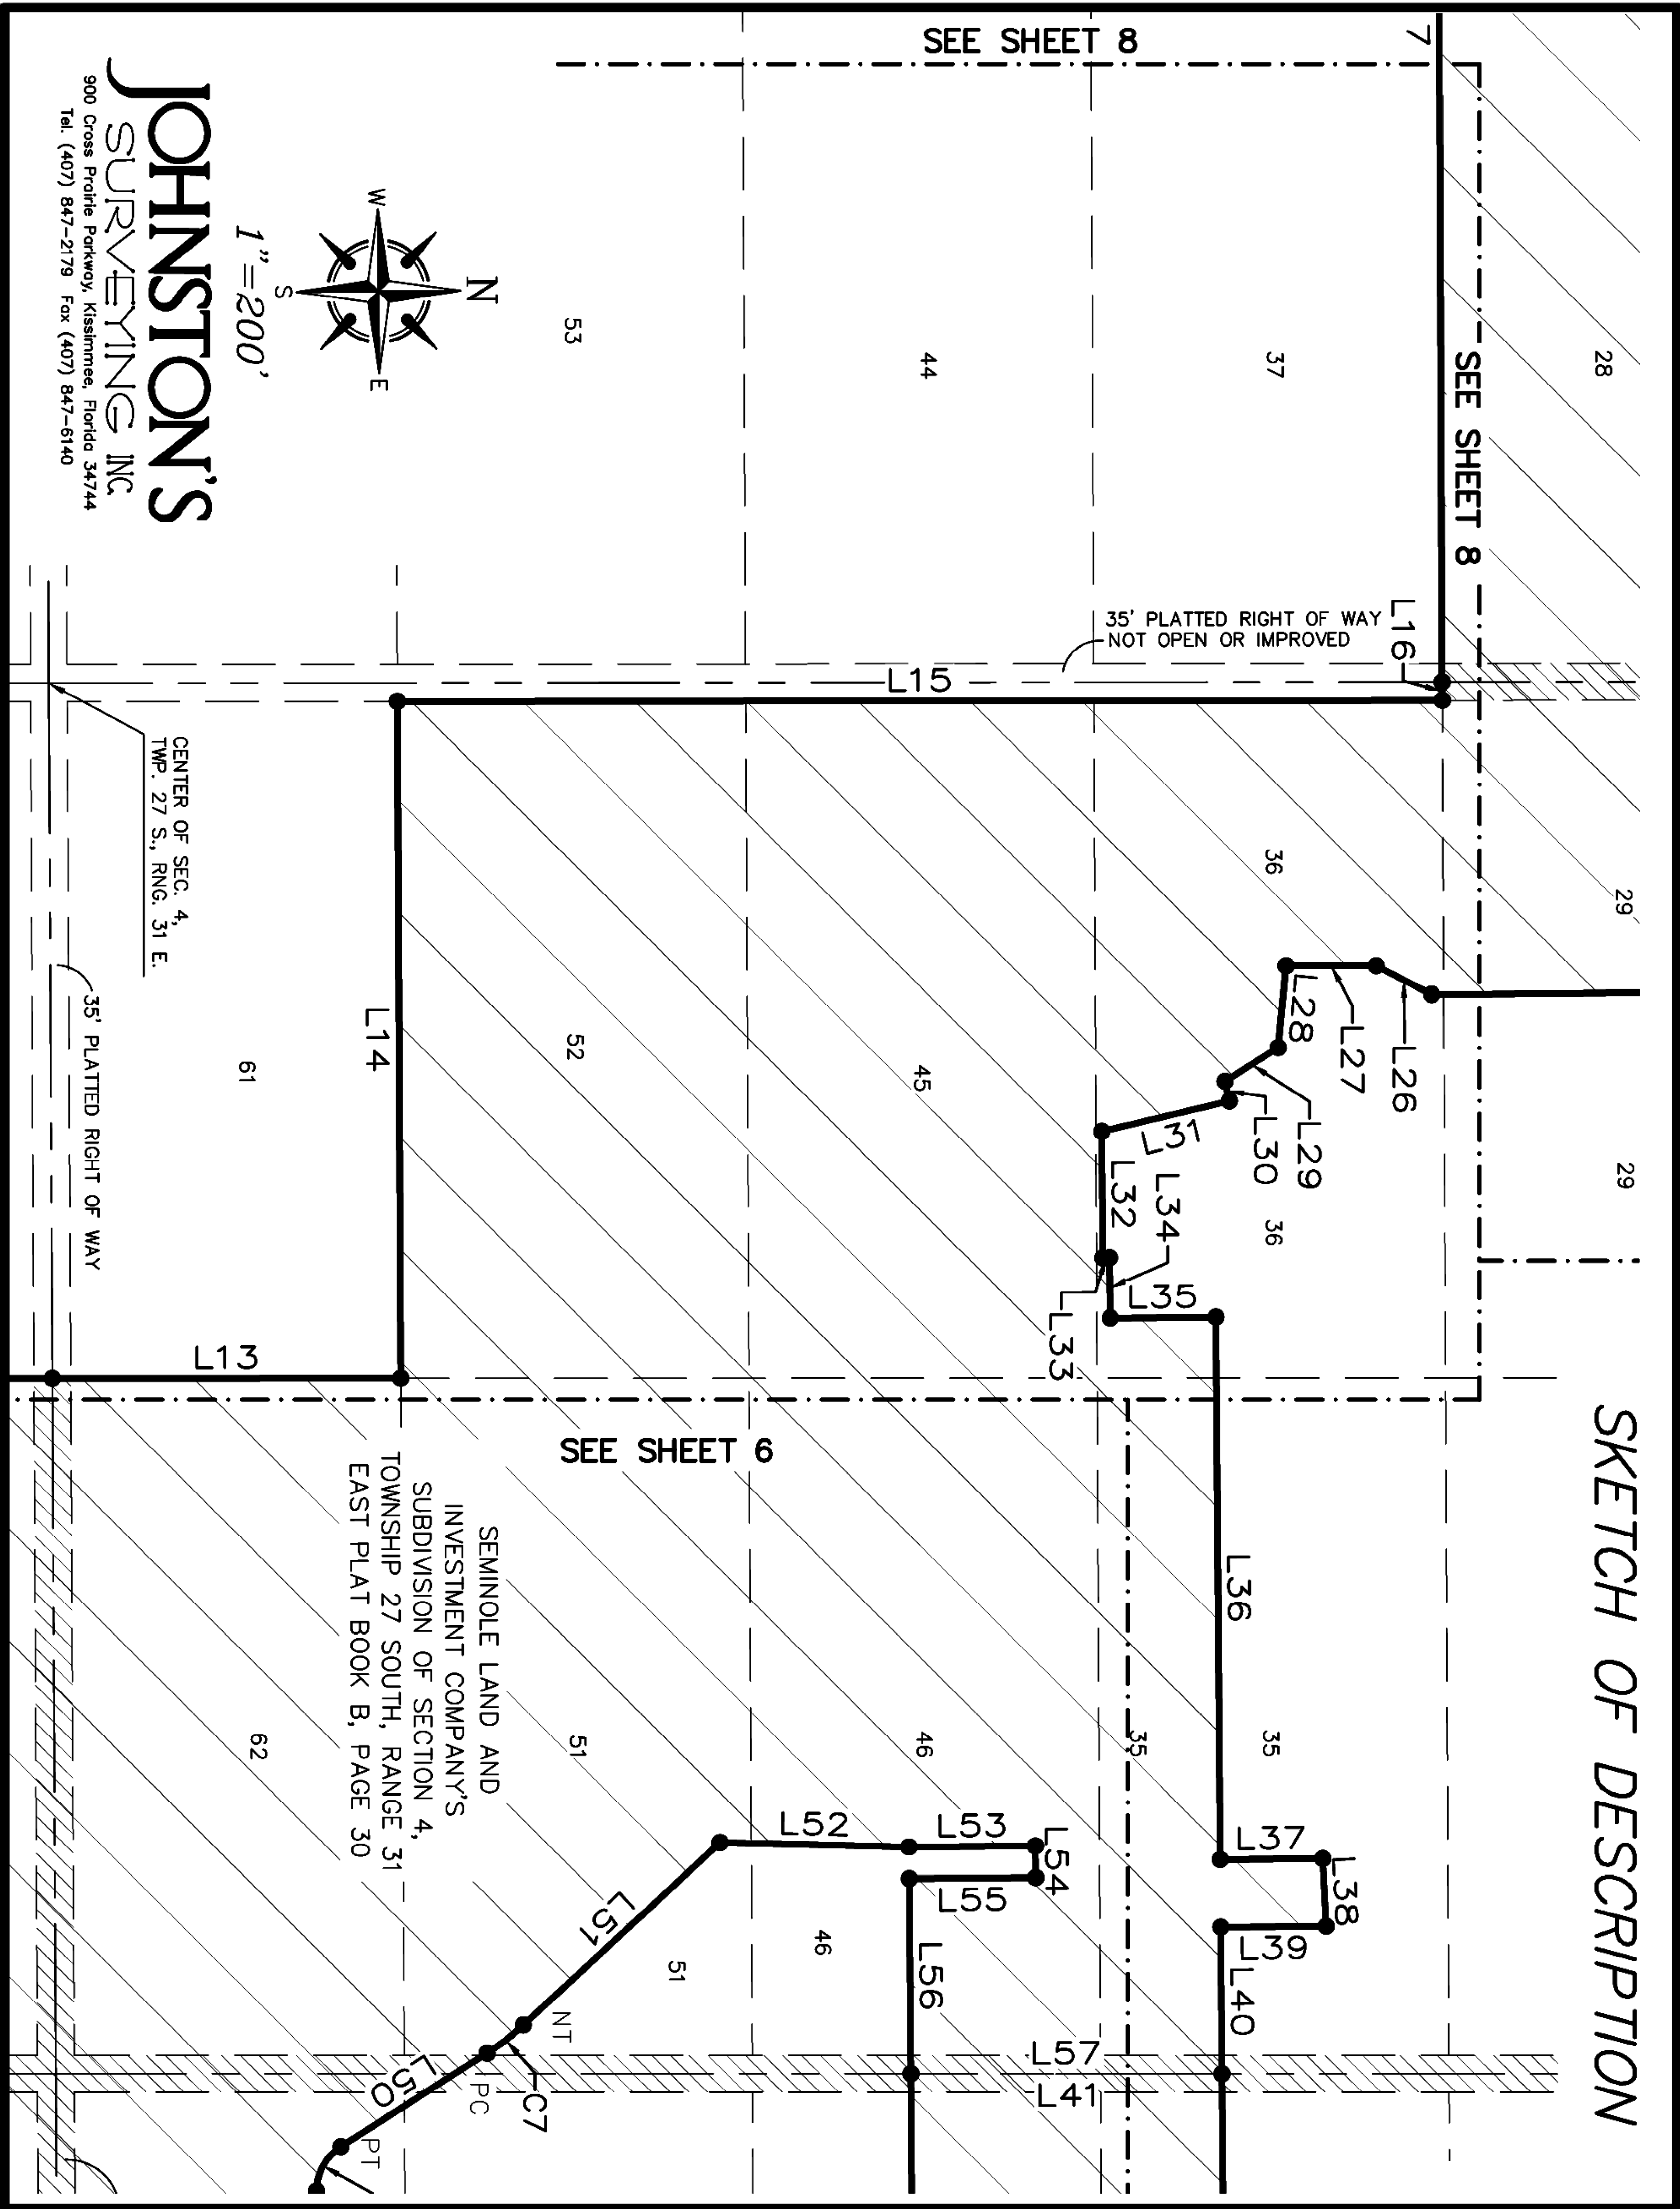 SKETCH OF DESCRIPTION
SEE SHEET 8
7
SEE SHEET 8
28
29
29
L16
35' PLATTED RIGHT OF WAY
NOT OPEN OR IMPROVED
37
44
53
36
36
L26
L27
L28
L29
L30
L31
L32
L34
L33
L35
L36
L37
L38
L39
L40
35
35
L15
45
52
L14
61
L13
SEE SHEET 6
46
46
51
51
62
L52
L53
L54
L55
L56
L57
L41
L51
NT
C7
PC
L50
PT
SEMINOLE LAND AND
INVESTMENT COMPANY'S
SUBDIVISION OF SECTION 4,
TOWNSHIP 27 SOUTH, RANGE 31
EAST PLAT BOOK B, PAGE 30
CENTER OF SEC. 4,
TWP. 27 S., RNG. 31 E.
35' PLATTED RIGHT OF WAY
N
W
E
S
1"=200'
JOHNSTON'S
SURVEYING INC.
900 Cross Prairie Parkway, Kissimmee, Florida 34744
Tel. (407) 847-2179 Fax (407) 847-6140